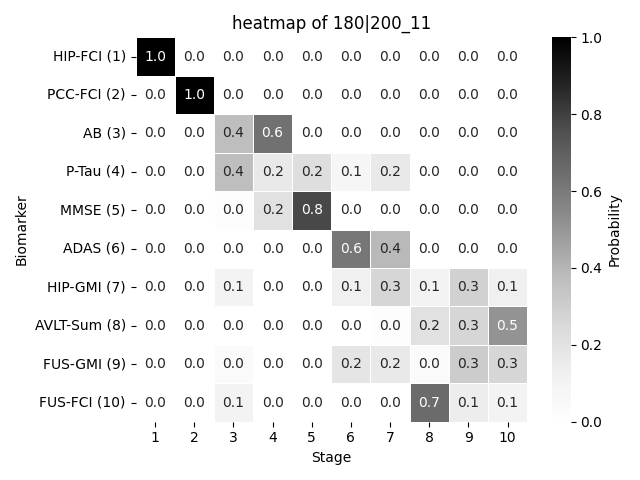 heatmap of 180|200_11
HIP-FCI (1) 1.0 0.0 0.0 0.0 0.0 0.0 0.0 0.0 0.0 0.0
PCC-FCI (2) 0.0 1.0 0.0 0.0 0.0 0.0 0.0 0.0 0.0 0.0
AB (3) 0.0 0.0 0.4 0.6 0.0 0.0 0.0 0.0 0.0 0.0
P-Tau (4) 0.0 0.0 0.4 0.2 0.2 0.1 0.2 0.0 0.0 0.0
MMSE (5) 0.0 0.0 0.0 0.2 0.8 0.0 0.0 0.0 0.0 0.0
ADAS (6) 0.0 0.0 0.0 0.0 0.0 0.6 0.4 0.0 0.0 0.0
HIP-GMI (7) 0.0 0.0 0.1 0.0 0.0 0.1 0.3 0.1 0.3 0.1
AVLT-Sum (8) 0.0 0.0 0.0 0.0 0.0 0.0 0.0 0.2 0.3 0.5
FUS-GMI (9) 0.0 0.0 0.0 0.0 0.0 0.2 0.2 0.0 0.3 0.3
FUS-FCI (10) 0.0 0.0 0.1 0.0 0.0 0.0 0.0 0.7 0.1 0.1
1 2 3 4 5 6 7 8 9 10
Stage
Biomarker
1.0
0.8
0.6
0.4
0.2
0.0
Probability